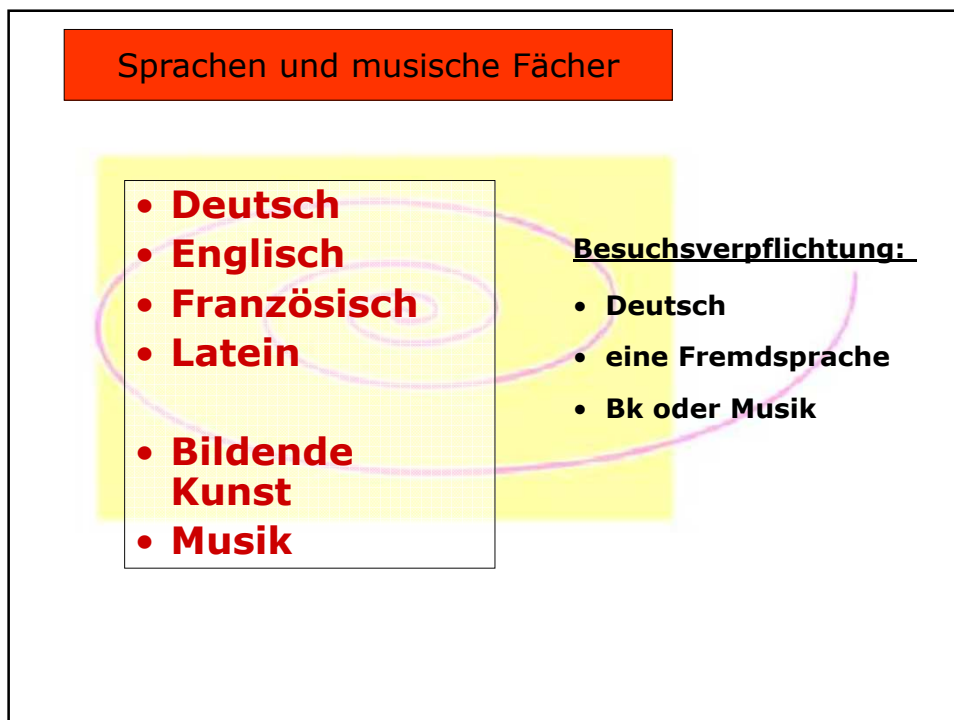 Sprachen und musische Fächer
• Deutsch
• Englisch
• Französisch
• Latein
• Bildende
Kunst
• Musik
Besuchsverpflichtung:
• Deutsch
• eine Fremdsprache
• Bk oder Musik